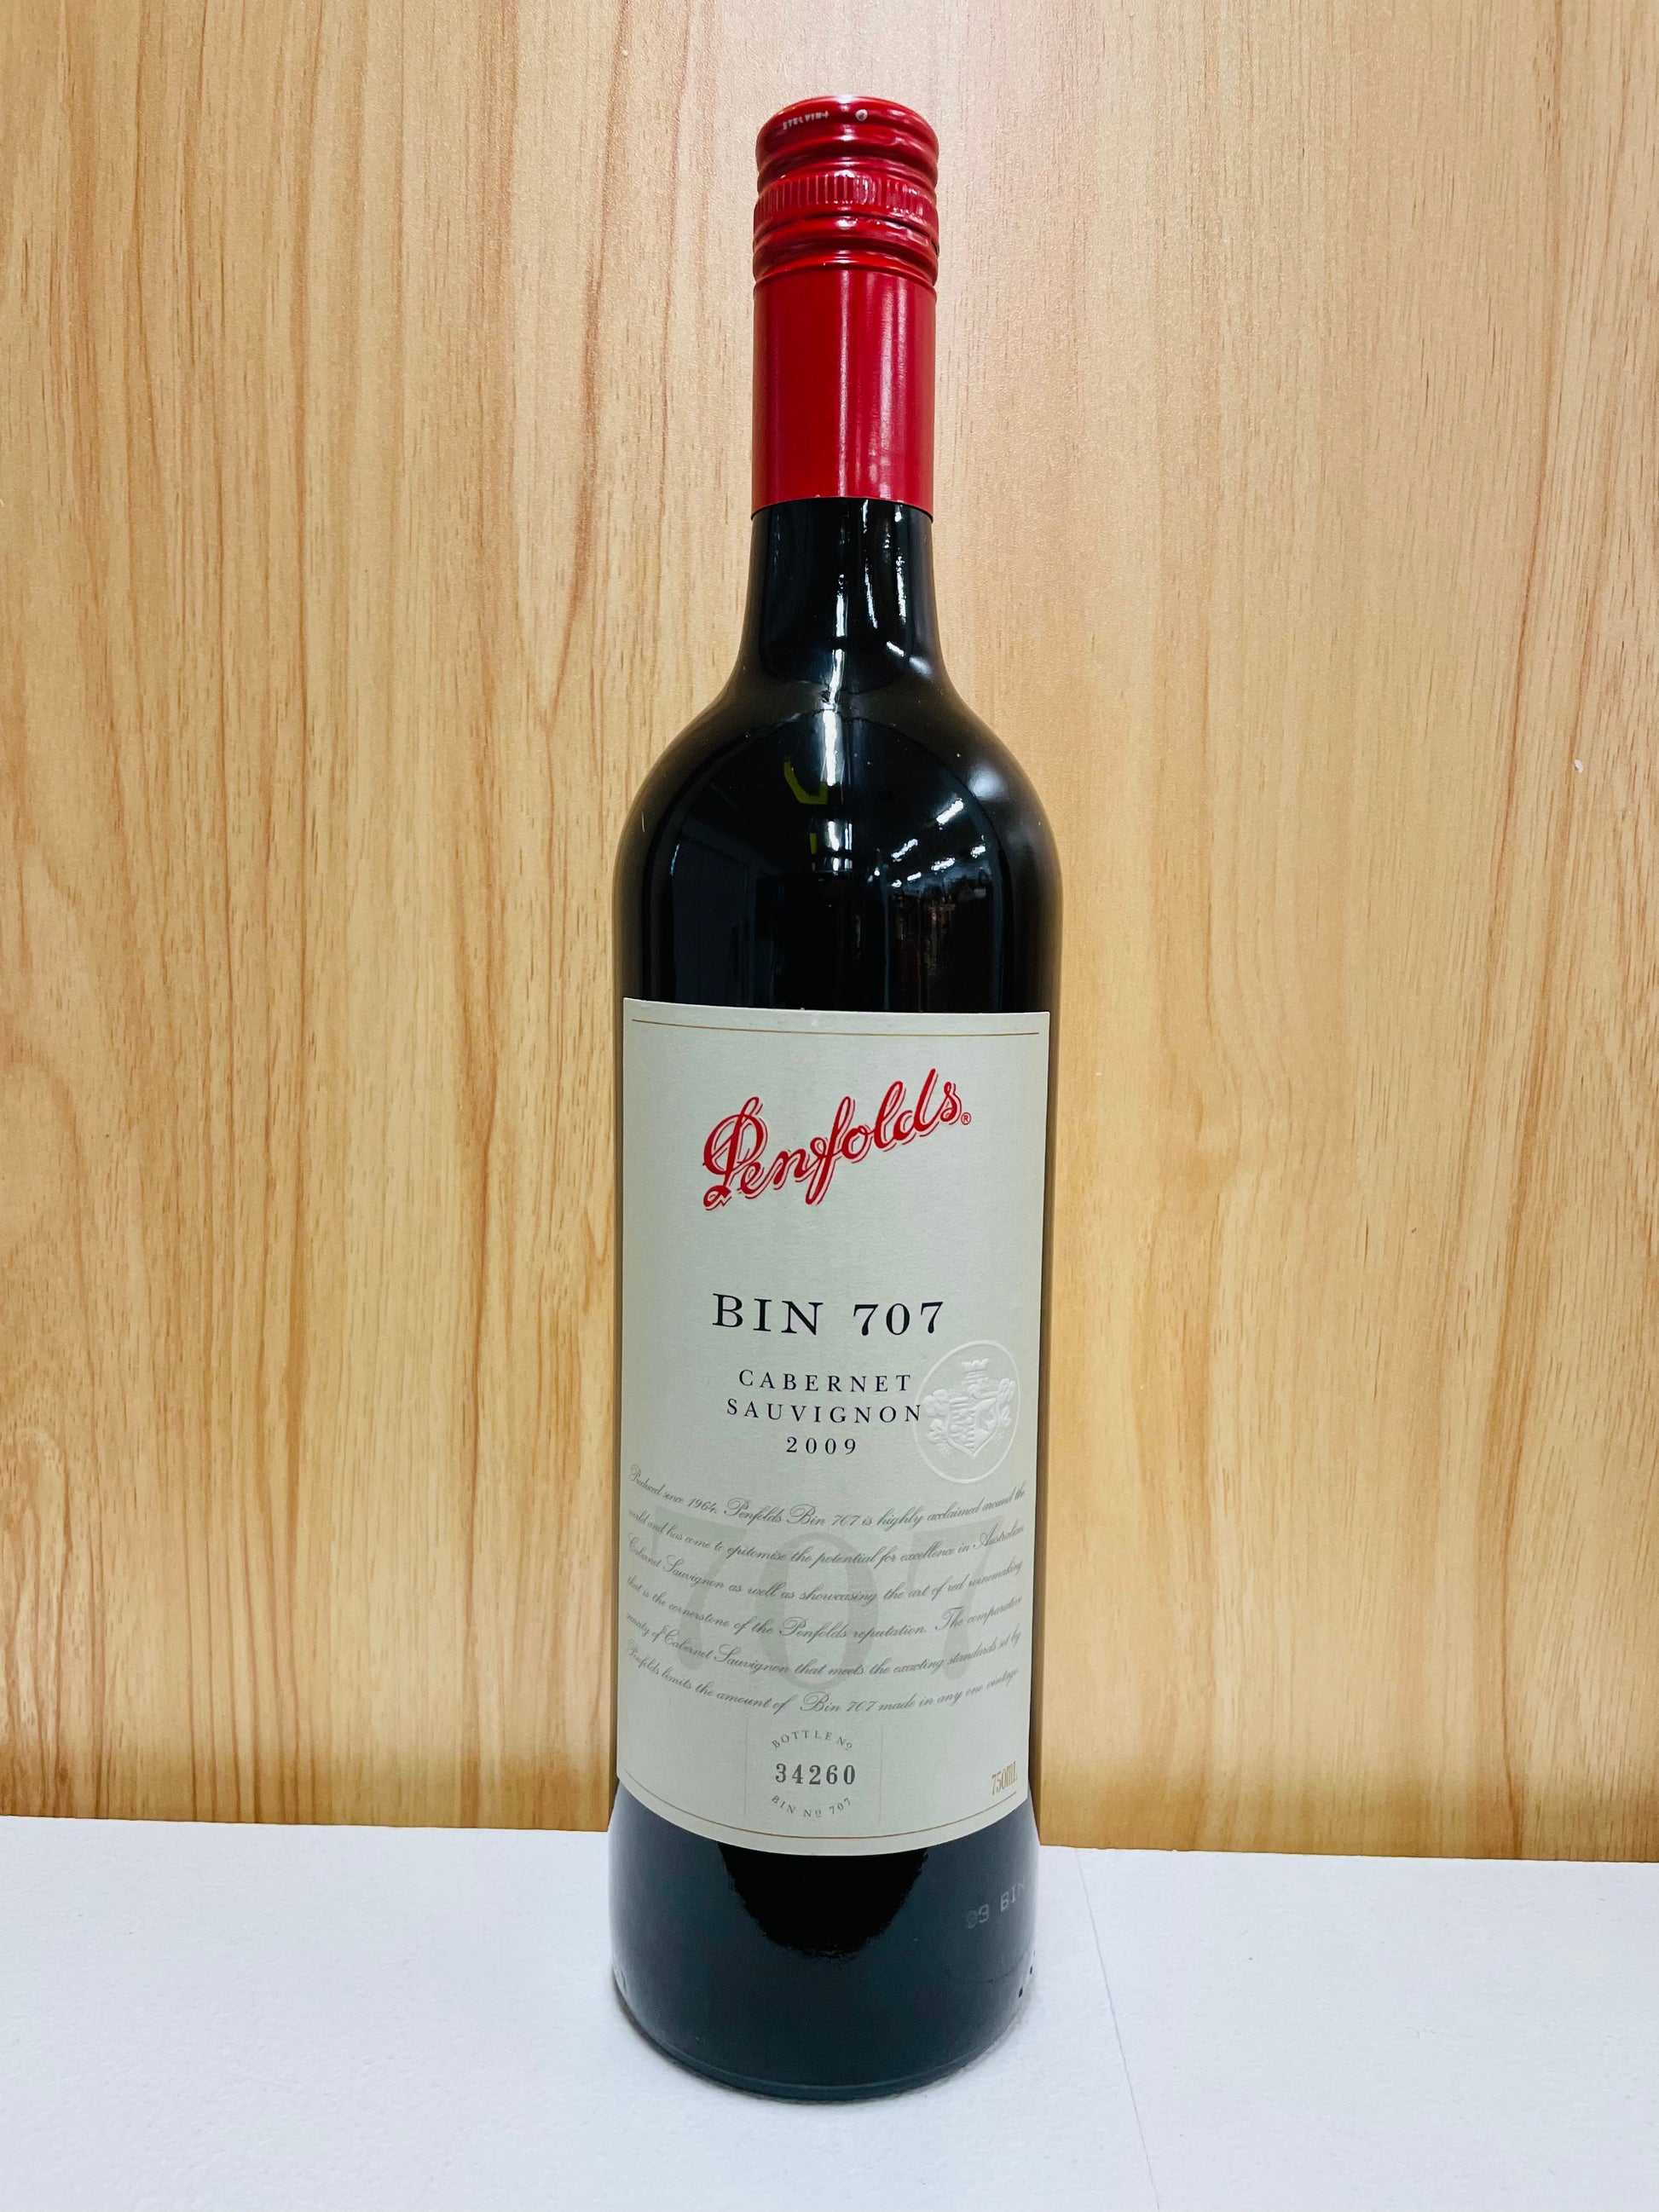 STELVIN+
Penfolds®
BIN 707
CABERNET
SAUVIGNON
2009
Produced since 1964, Penfolds Bin 707 is highly acclaimed around the
world and has come to epitomise the potential for excellence in Australian
Cabernet Sauvignon as well as showcasing the art of red winemaking
that is the cornerstone of the Penfolds reputation. The comparative
scarcity of Cabernet Sauvignon that meets the exacting standards set by
Penfolds limits the amount of Bin 707 made in any one vintage
707
BOTTLE Nº
34260
BIN Nº 707
750ML
09 BIN